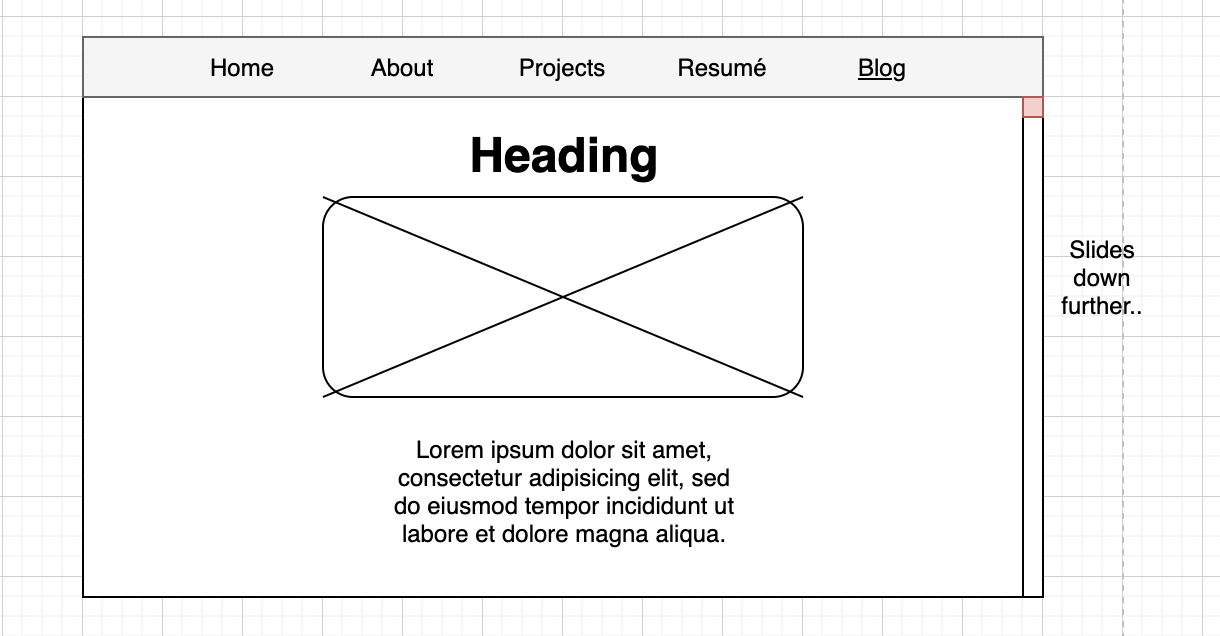 Home About Projects Resumé Blog
Heading
Slides
down
further..
Lorem ipsum dolor sit amet,
consectetur adipisicing elit, sed
do eiusmod tempor incididunt ut
labore et dolore magna aliqua.